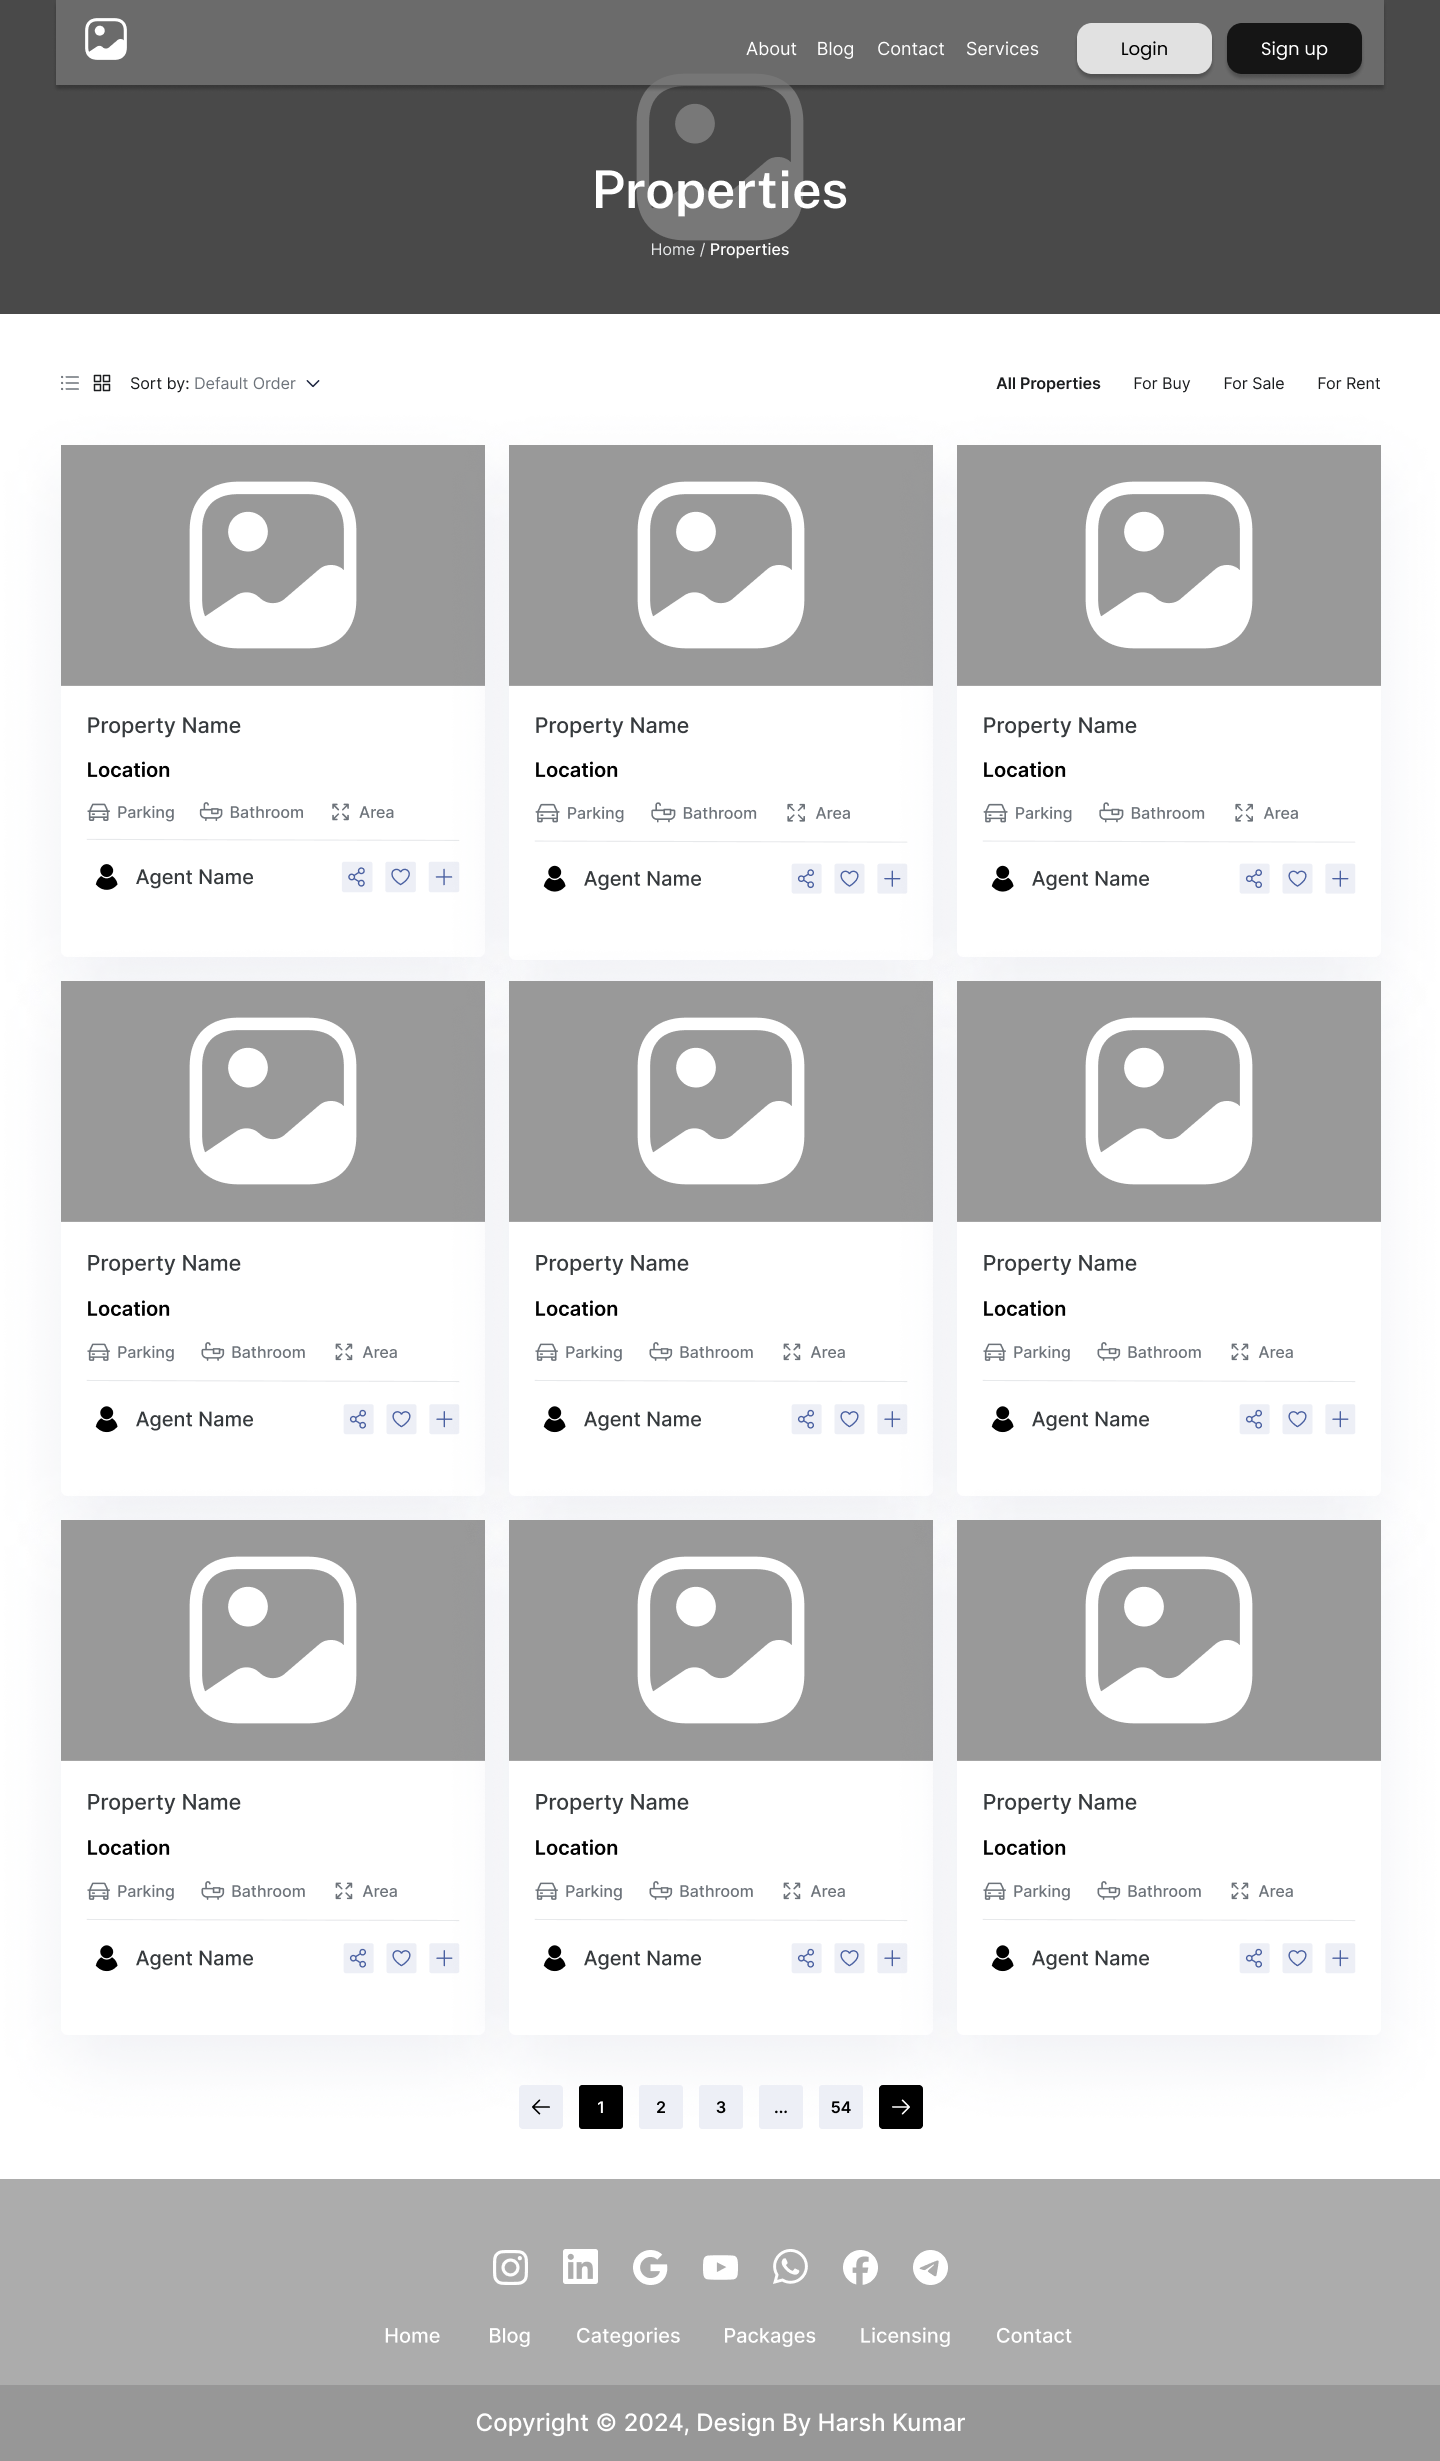 About Blog Contact Services Login Sign up
Properties
Home / Properties
Sort by: Default Order All Properties For Buy For Sale For Rent
Property Name Property Name Property Name
Location Location Location
Parking Bathroom Area Parking Bathroom Area Parking Bathroom Area
Agent Name Agent Name Agent Name
Property Name Property Name Property Name
Location Location Location
Parking Bathroom Area Parking Bathroom Area Parking Bathroom Area
Agent Name Agent Name Agent Name
Property Name Property Name Property Name
Location Location Location
Parking Bathroom Area Parking Bathroom Area Parking Bathroom Area
Agent Name Agent Name Agent Name
1 2 3 ... 54
Home Blog Categories Packages Licensing Contact
Copyright © 2024, Design By Harsh Kumar